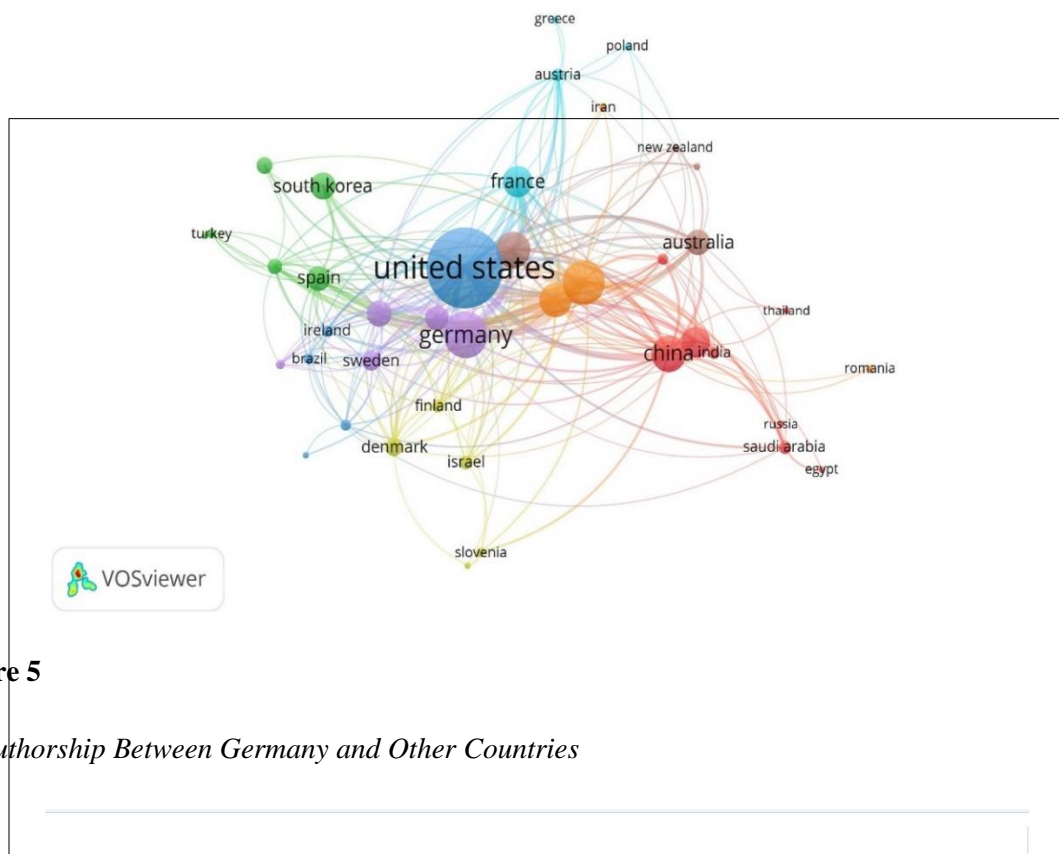 greece
poland
austria
iran
new zealand
france
south korea
turkey
australia
united states
spain
thailand
ireland
germany
china
india
brazil
sweden
romania
finland
russia
denmark
saudi arabia
israel
egypt
slovenia
VOSviewer
re 5
uthorship Between Germany and Other Countries